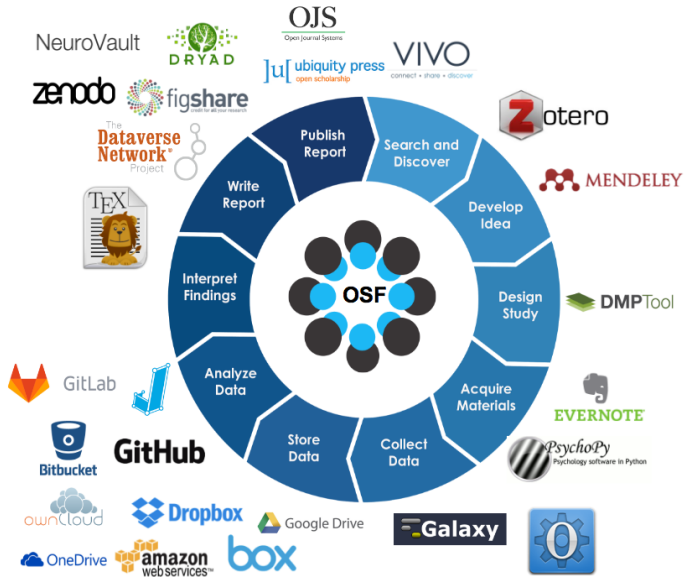 OJS
Open Journal Systems
NeuroVault
DRYAD
]u[ ubiquity press
open scholarship
VIVO
connect • share • discover
zenodo
figshare
credit for all your research
Zotero
The
Dataverse
Network®
Project
MENDELEY
TEX
Publish
Report
Search and
Discover
Develop
Idea
Design
Study
Acquire
Materials
Collect
Data
Store
Data
Analyze
Data
Interpret
Findings
Write
Report
OSF
DMPTool
EVERNOTE
PsychoPy
Psychology software in Python
GitLab
Bitbucket
GitHub
ownCloud
Dropbox
Google Drive
OneDrive
amazon
web services™
box
Galaxy
O